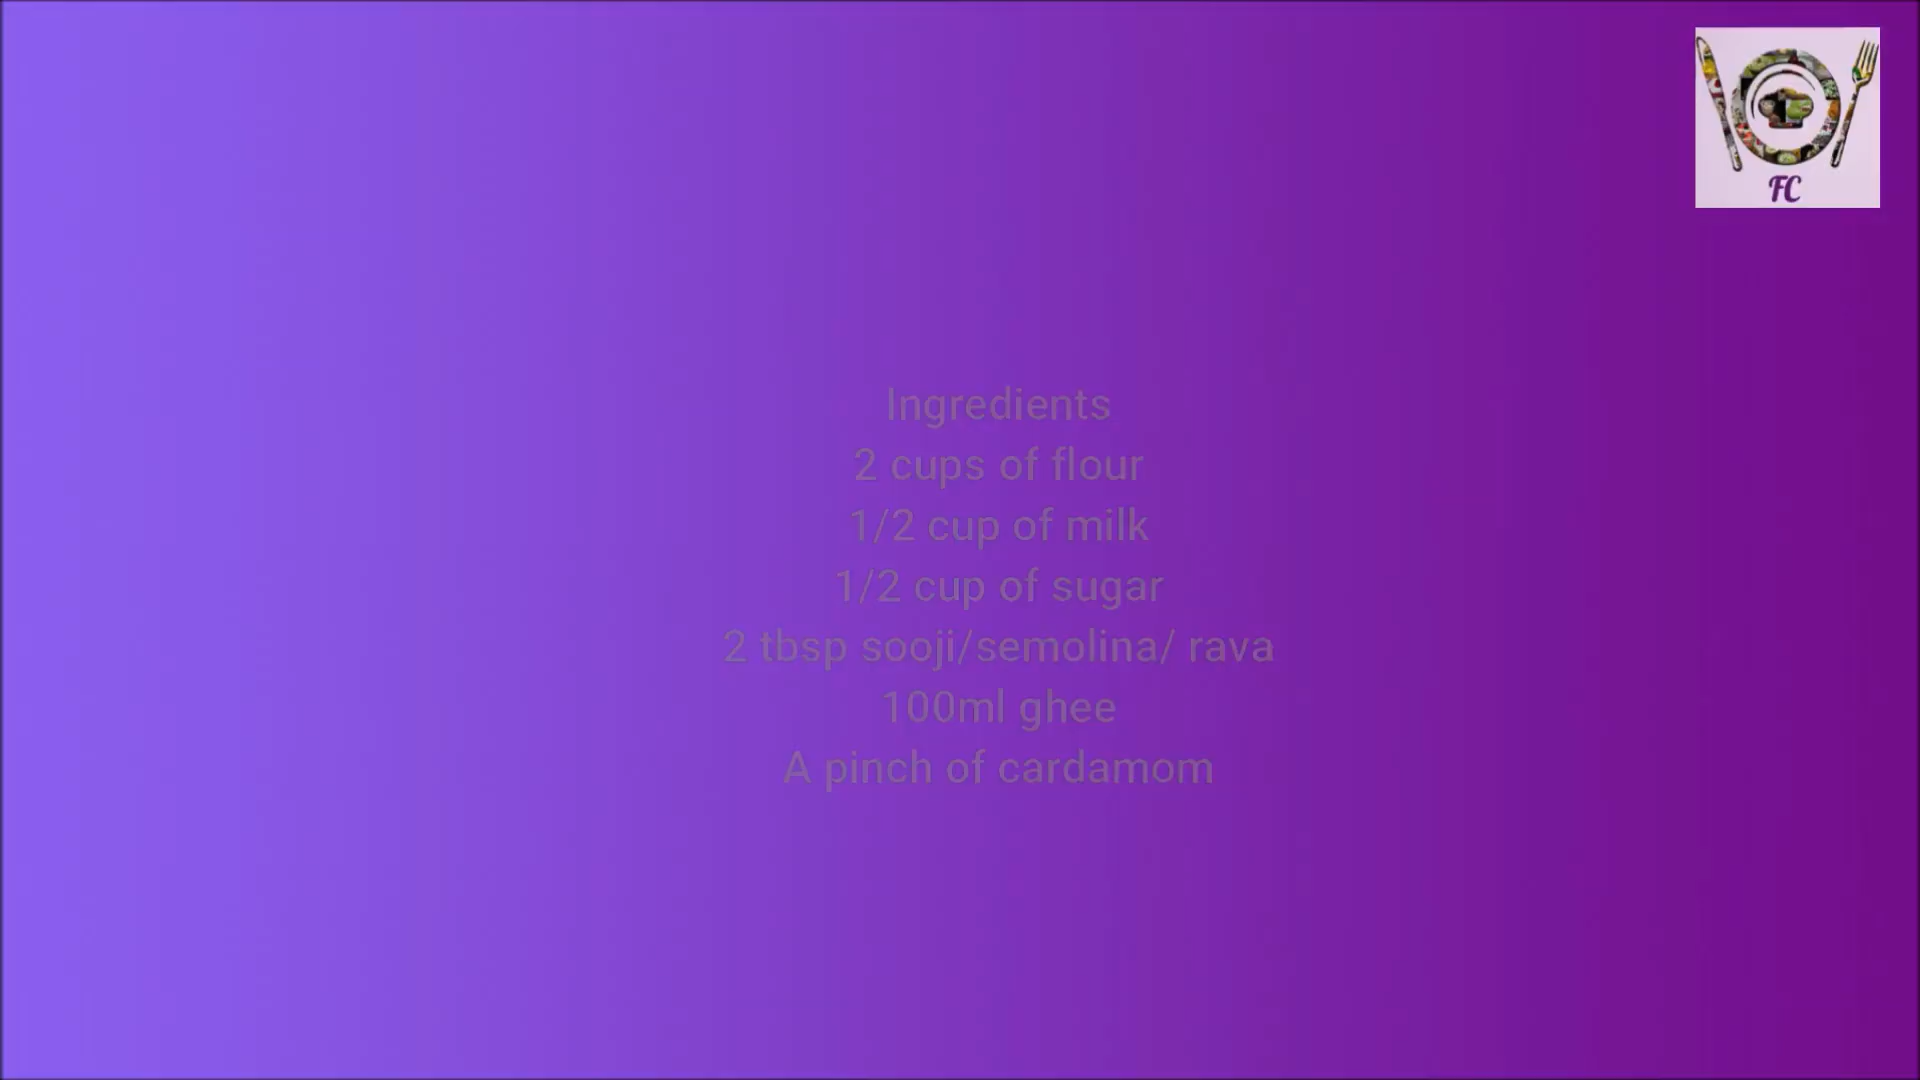 FC
Ingredients
2 cups of flour
1/2 cup of milk
1/2 cup of sugar
2 tbsp sooji/semolina/ rava
100ml ghee
A pinch of cardamom